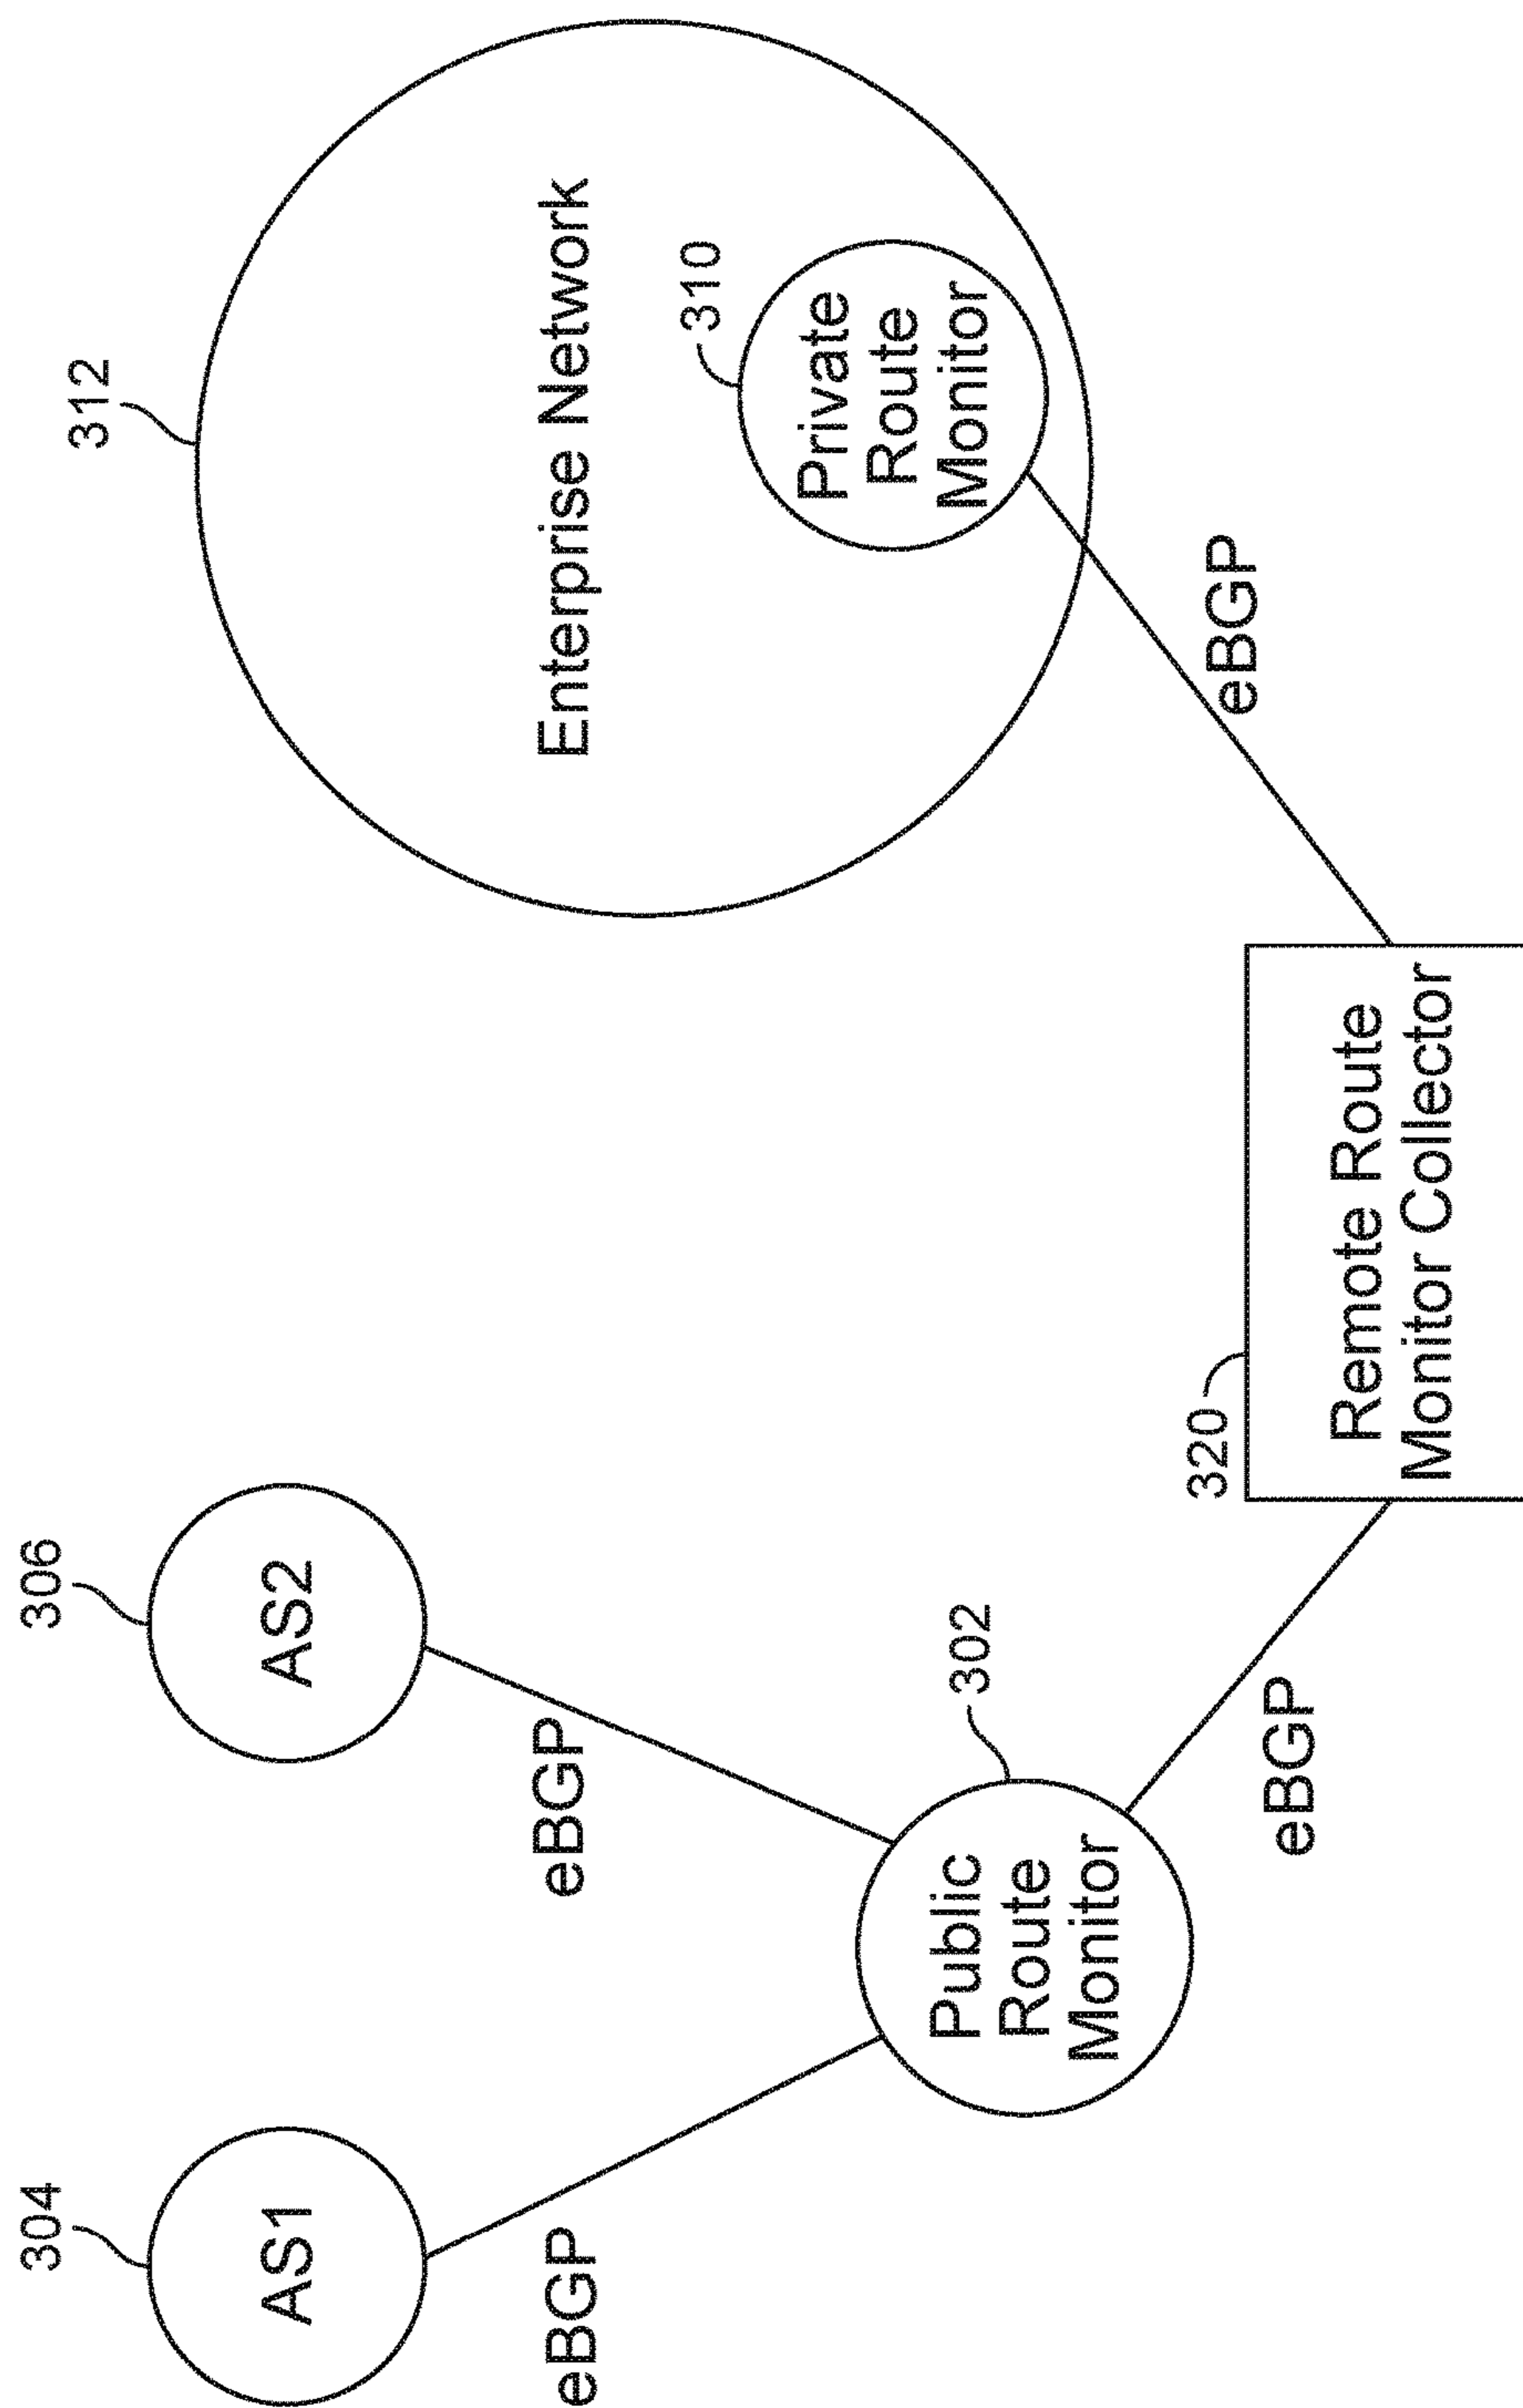 304
AS1
306
AS2
312
Enterprise Network
310
Private
Route
Monitor
eBGP
eBGP
302
Public
Route
Monitor
eBGP
eBGP
320
Remote Route
Monitor Collector